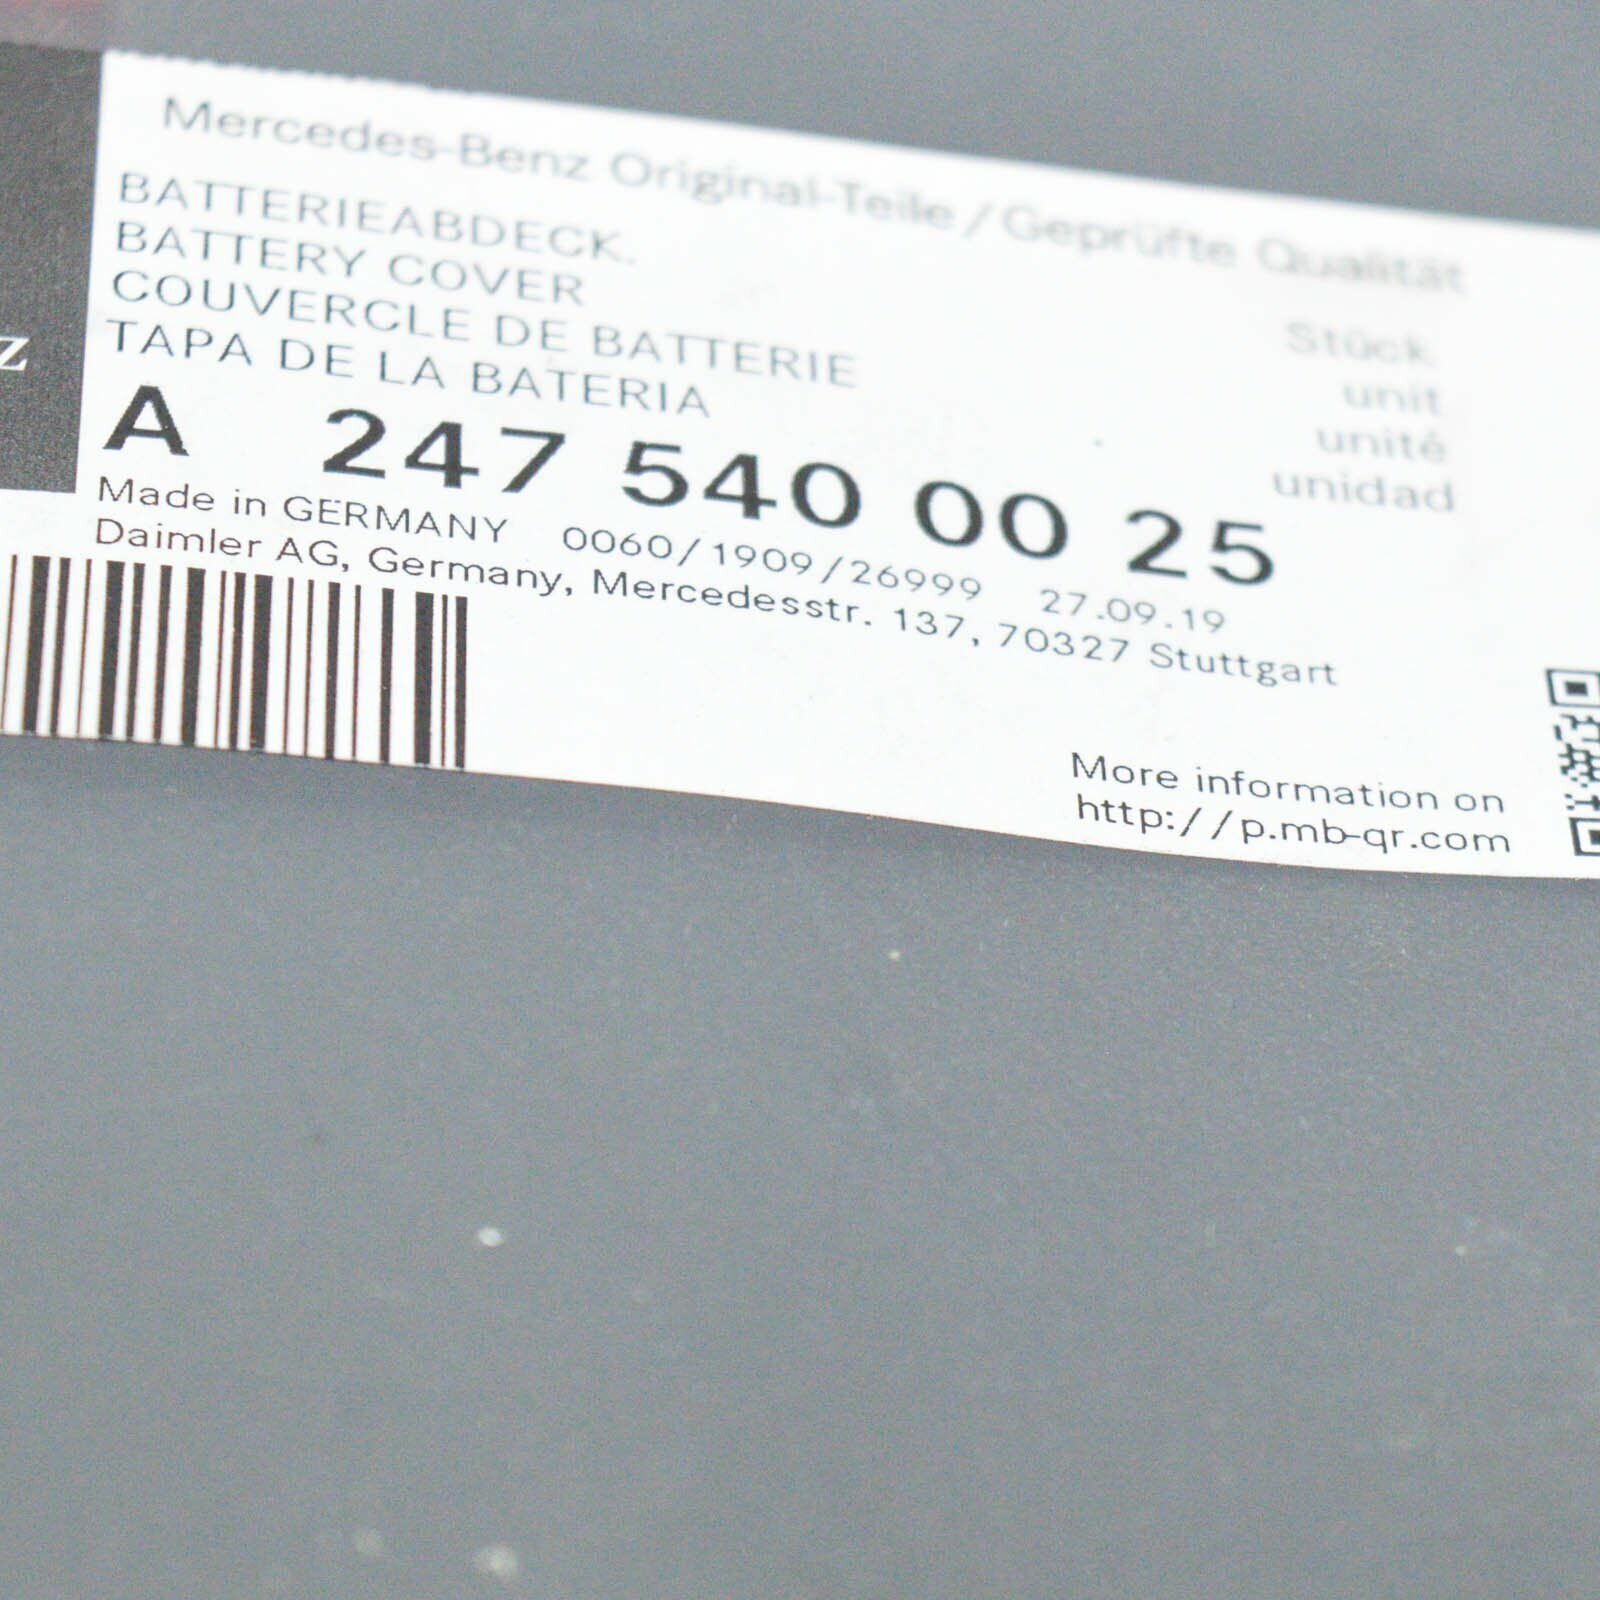 Mercedes-Benz Original-Teile / Geprüfte Qualität
BATTERIEABDECK.
BATTERY COVER
COUVERCLE DE BATTERIE
TAPA DE LA BATERIA
Stück
unit
unité
unidad
A 247 540 00 25
Made in GERMANY 0060/1909/26999 27.09.19
Daimler AG, Germany, Mercedesstr. 137, 70327 Stuttgart
More information on
http://p.mb-qr.com
z